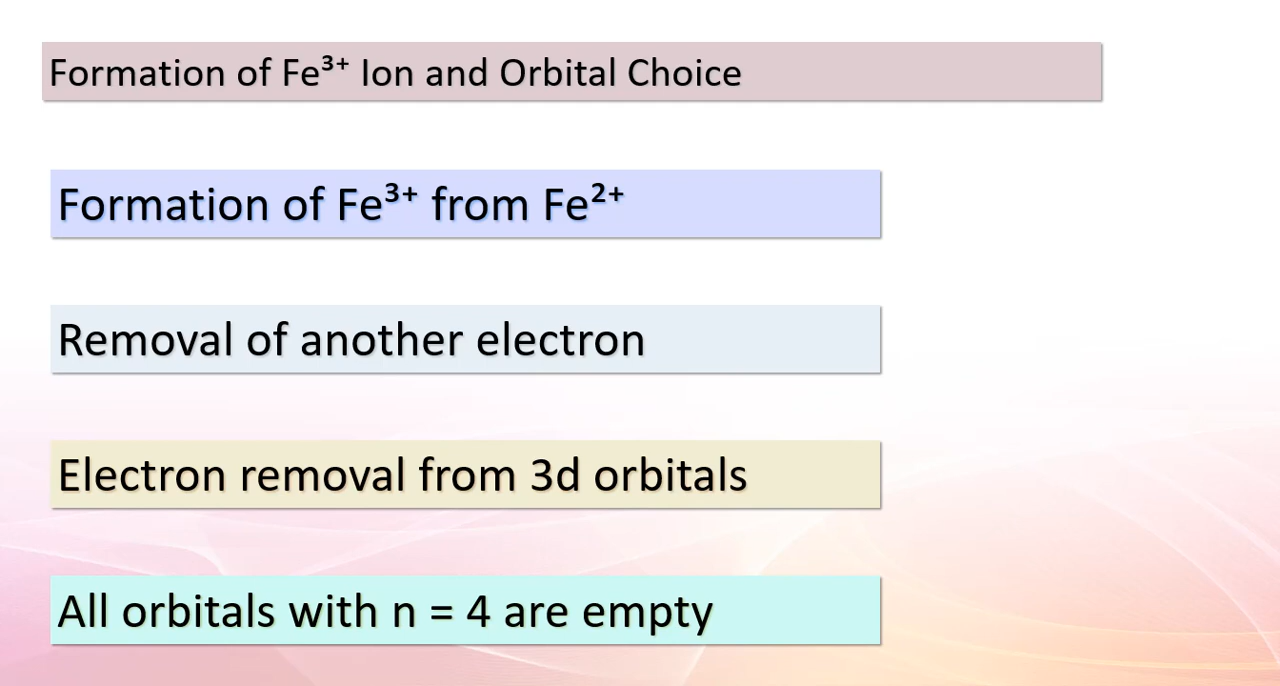 Formation of Fe³⁺ Ion and Orbital Choice
Formation of Fe³⁺ from Fe²⁺
Removal of another electron
Electron removal from 3d orbitals
All orbitals with n = 4 are empty